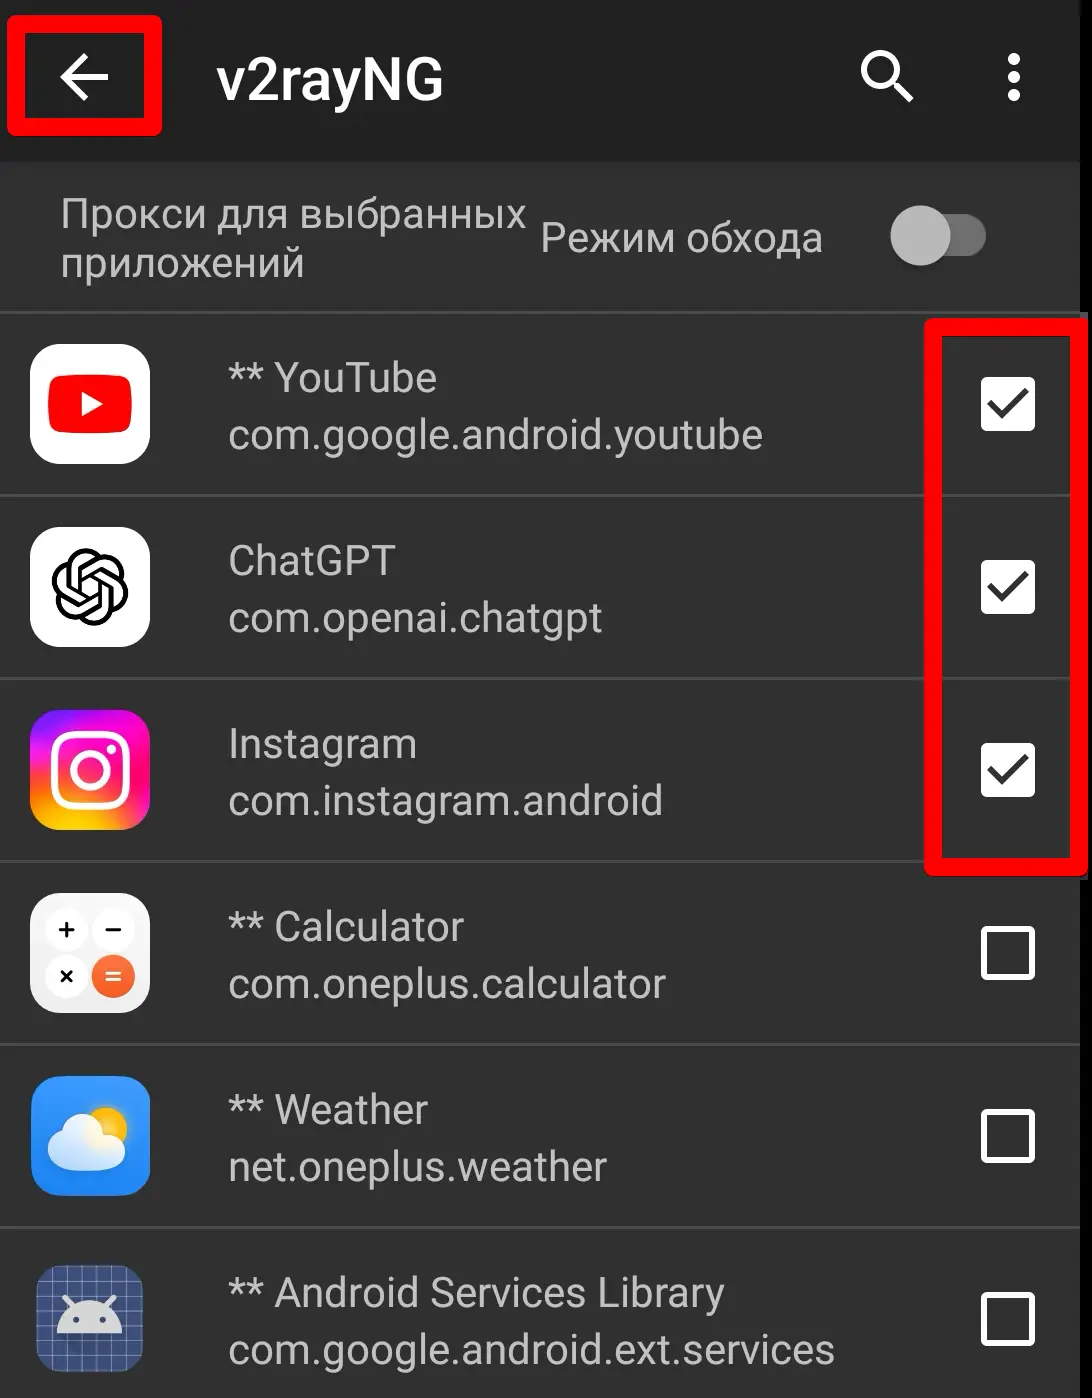 v2rayNG
Прокси для выбранных
приложений
Режим обхода
** YouTube
com.google.android.youtube
ChatGPT
com.openai.chatgpt
Instagram
com.instagram.android
** Calculator
com.oneplus.calculator
** Weather
net.oneplus.weather
** Android Services Library
com.google.android.ext.services